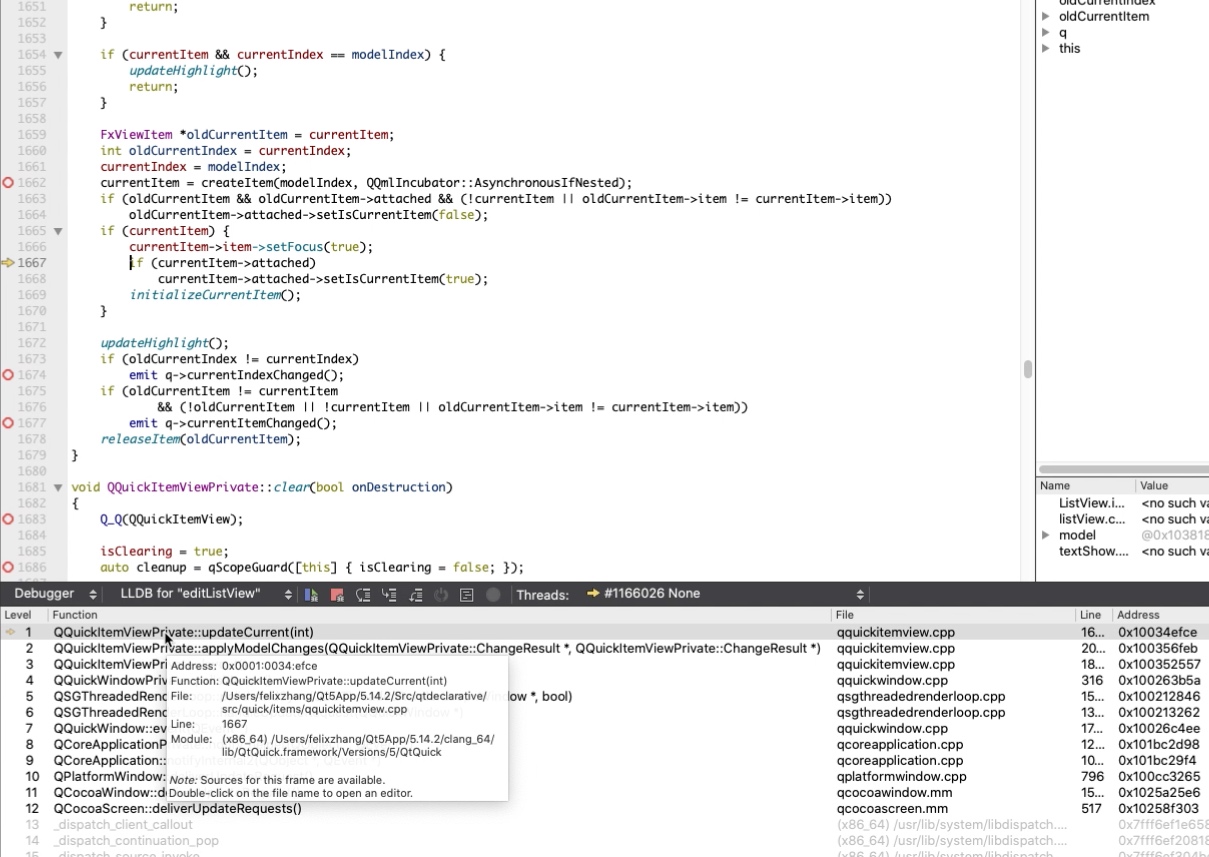 1651 return;
1652 }
1653
1654 if (currentItem && currentIndex == modelIndex) {
1655 updateHighlight();
1656 return;
1657 }
1658
1659 FxViewItem *oldCurrentItem = currentItem;
1660 int oldCurrentIndex = currentIndex;
1661 currentIndex = modelIndex;
1662 currentItem = createItem(modelIndex, QQmlIncubator::AsynchronousIfNested);
1663 if (oldCurrentItem && oldCurrentItem->attached && (!currentItem || oldCurrentItem->item != currentItem->item))
1664 oldCurrentItem->attached->setIsCurrentItem(false);
1665 if (currentItem) {
1666 currentItem->item->setFocus(true);
1667 if (currentItem->attached)
1668 currentItem->attached->setIsCurrentItem(true);
1669 initializeCurrentItem();
1670 }
1671
1672 updateHighlight();
1673 if (oldCurrentIndex != currentIndex)
1674 emit q->currentIndexChanged();
1675 if (oldCurrentItem != currentItem
1676 && (!oldCurrentItem || !currentItem || oldCurrentItem->item != currentItem->item))
1677 emit q->currentItemChanged();
1678 releaseItem(oldCurrentItem);
1679 }
1680
1681 void QQuickItemViewPrivate::clear(bool onDestruction)
1682 {
1683 Q_Q(QQuickItemView);
1684
1685 isClearing = true;
1686 auto cleanup = qScopeGuard([this] { isClearing = false; });
oldCurrentIndex
oldCurrentItem
q
this
Name Value
ListView.i... <no such va
listView.c... <no such va
model @0x103818
textShow.... <no such va
Debugger LLDB for "editListView" Threads: #1166026 None
Level Function File Line Address
1 QQuickItemViewPrivate::updateCurrent(int) qquickitemview.cpp 16... 0x10034efce
2 QQuickItemViewPrivate::applyModelChanges(QQuickItemViewPrivate::ChangeResult *, QQuickItemViewPrivate::ChangeResult *) qquickitemview.cpp 20... 0x100356feb
3 QQuickItemViewPri qquickitemview.cpp 18... 0x100352557
4 QQuickWindowPriv qquickwindow.cpp 316 0x100263b5a
5 QSGThreadedRend ndow *, bool) qsgthreadedrenderloop.cpp 15... 0x100212846
6 QSGThreadedRend qsgthreadedrenderloop.cpp 13... 0x100213262
7 QQuickWindow::ev qquickwindow.cpp 17... 0x10026c4ee
8 QCoreApplicationP qcoreapplication.cpp 12... 0x101bc2d98
9 QCoreApplication:: qcoreapplication.cpp 10... 0x101bc29f4
10 QPlatformWindow: qplatformwindow.cpp 796 0x100cc3265
11 QCocoaWindow::de qcocoawindow.mm 15... 0x1025a25e6
12 QCocoaScreen::deliverUpdateRequests() qcocoascreen.mm 517 0x10258f303
13 _dispatch_client_callout (x86_64) /usr/lib/system/libdispatch.... 0x7fff6ef1e658
14 _dispatch_continuation_pop (x86_64) /usr/lib/system/libdispatch.... 0x7fff6ef20818
15 _dispatch_source_invoke (x86_64) /usr/lib/system/libdispatch.... 0x7fff6ef304b
Address: 0x0001:0034:efce
Function: QQuickItemViewPrivate::updateCurrent(int)
File: /Users/felixzhang/Qt5App/5.14.2/Src/qtdeclarative/
src/quick/items/qquickitemview.cpp
Line: 1667
Module: (x86_64) /Users/felixzhang/Qt5App/5.14.2/clang_64/
lib/QtQuick.framework/Versions/5/QtQuick
Note: Sources for this frame are available.
Double-click on the file name to open an editor.